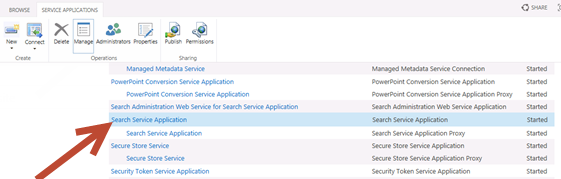 BROWSE SERVICE APPLICATIONS SHARE
New Connect Delete Manage Administrators Properties Publish Permissions
Create Operations Sharing
Managed Metadata Service Managed Metadata Service Connection Started
PowerPoint Conversion Service Application PowerPoint Conversion Service Application Started
PowerPoint Conversion Service Application PowerPoint Conversion Service Application Proxy Started
Search Administration Web Service for Search Service Application Search Administration Web Service Application Started
Search Service Application Search Service Application Started
Search Service Application Search Service Application Proxy Started
Secure Store Service Secure Store Service Application Started
Secure Store Service Secure Store Service Application Proxy Started
Security Token Service Application Security Token Service Application Started